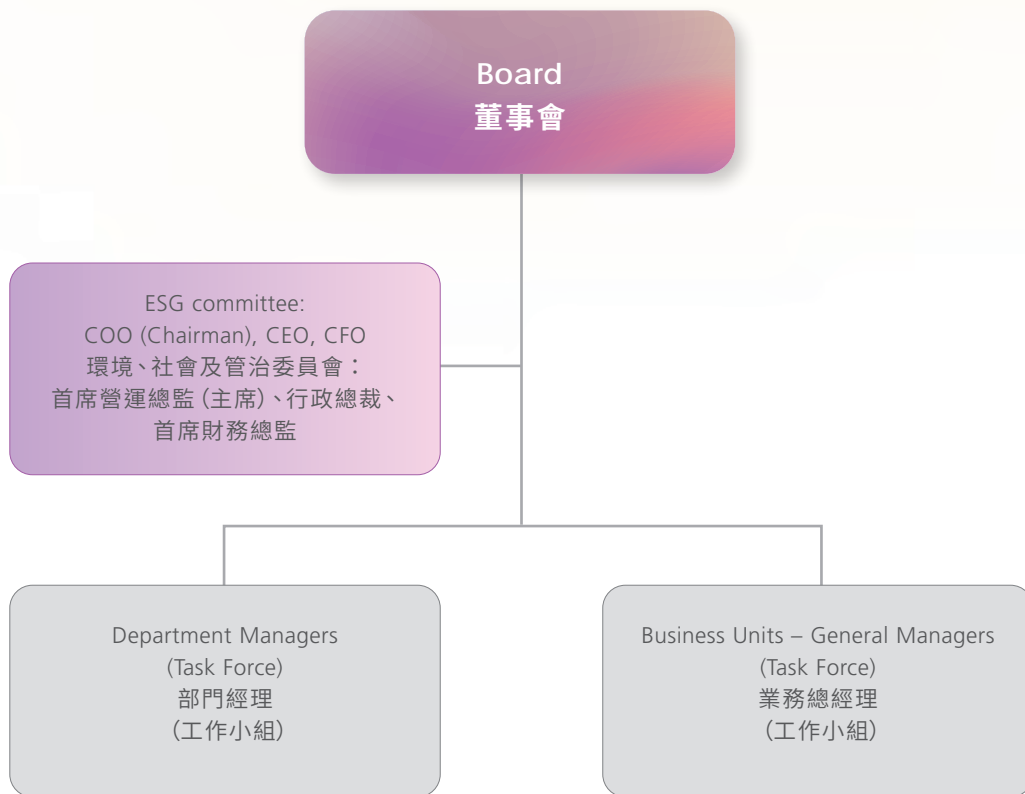 Board
董事會
ESG committee:
COO (Chairman), CEO, CFO
環境、社會及管治委員會：
首席營運總監（主席）、行政總裁、
首席財務總監
Department Managers
(Task Force)
部門經理
（工作小組）
Business Units – General Managers
(Task Force)
業務總經理
（工作小組）